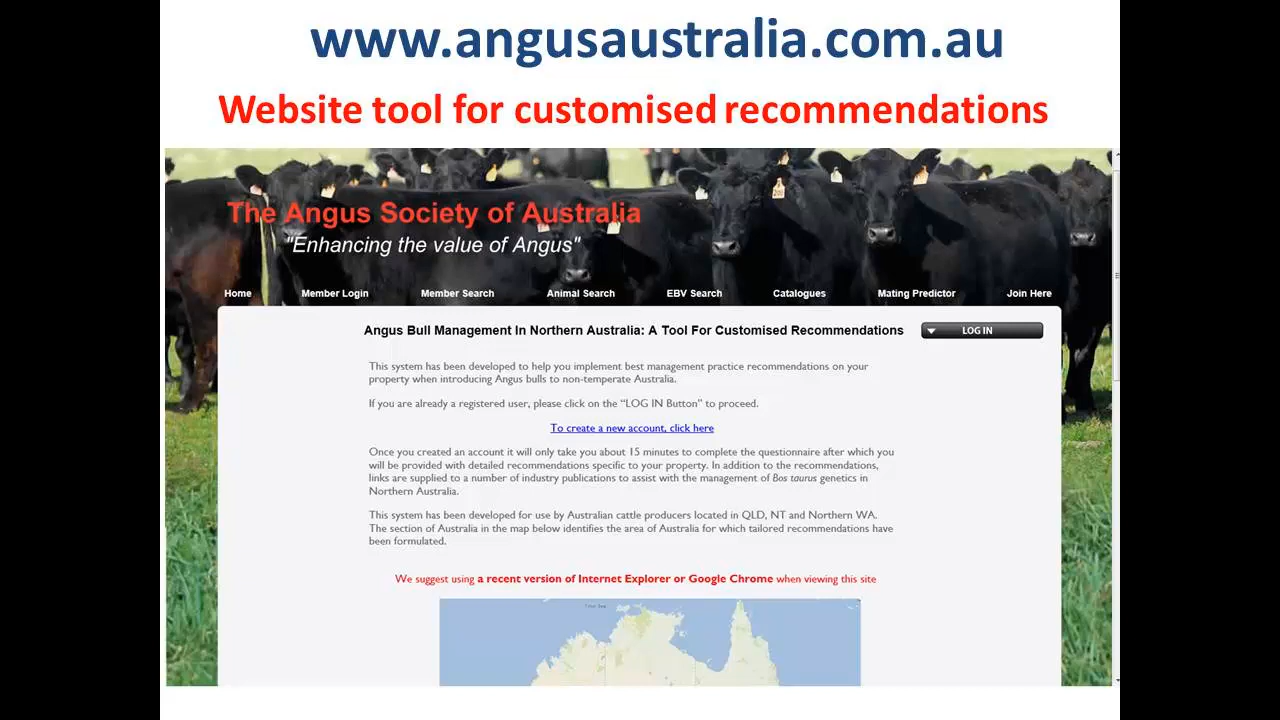 www.angusaustralia.com.au
Website tool for customised recommendations
The Angus Society of Australia
"Enhancing the value of Angus"
Home Member Login Member Search Animal Search EBV Search Catalogues Mating Predictor Join Here
Angus Bull Management In Northern Australia: A Tool For Customised Recommendations
LOG IN
This system has been developed to help you implement best management practice recommendations on your
property when introducing Angus bulls to non-temperate Australia.
If you are already a registered user, please click on the “LOG IN Button” to proceed.
To create a new account, click here
Once you created an account it will only take you about 15 minutes to complete the questionnaire after which you
will be provided with detailed recommendations specific to your property. In addition to the recommendations,
links are supplied to a number of industry publications to assist with the management of Bos taurus genetics in
Northern Australia.
This system has been developed for use by Australian cattle producers located in QLD, NT and Northern WA.
The section of Australia in the map below identifies the area of Australia for which tailored recommendations have
been formulated.
We suggest using a recent version of Internet Explorer or Google Chrome when viewing this site